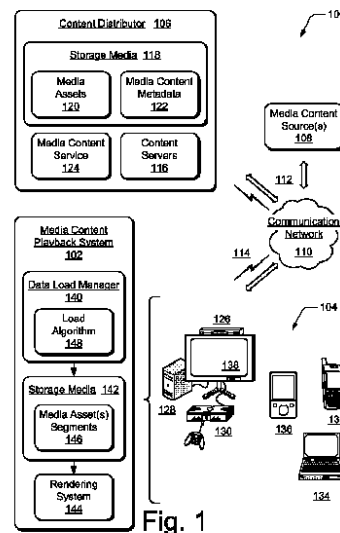 Content Distributor 106
Storage Media 118
Media
Assets
120
Media Content
Metadata
122
Media Content
Service
124
Content
Servers
116
Media Content
Source(s)
108
112
Communication
Network
110
114
Media Content
Playback System
102
Data Load Manager
140
Load
Algorithm
148
Storage Media 142
Media Asset(s)
Segments
146
Rendering
System
144
104
126
138
128
130
136
134
Fig. 1